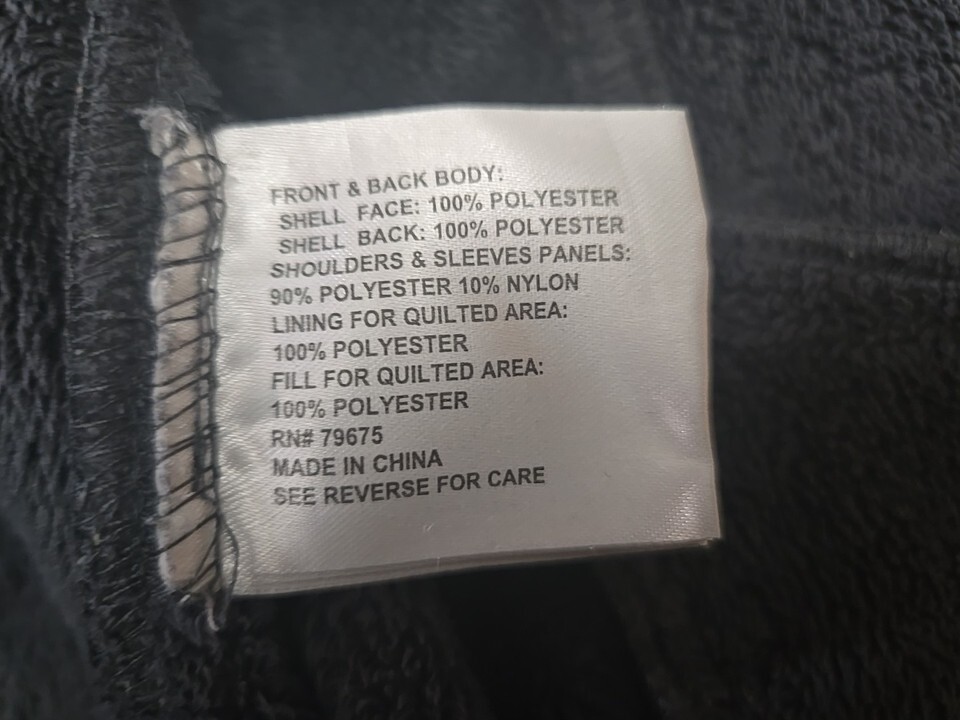 FRONT & BACK BODY:
SHELL FACE: 100% POLYESTER
SHELL BACK: 100% POLYESTER
SHOULDERS & SLEEVES PANELS:
90% POLYESTER 10% NYLON
LINING FOR QUILTED AREA:
100% POLYESTER
FILL FOR QUILTED AREA:
100% POLYESTER
RN# 79675
MADE IN CHINA
SEE REVERSE FOR CARE